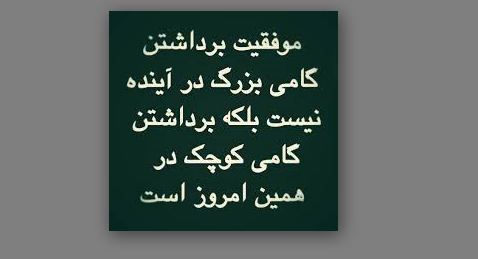 موفقیت برداشتن
گامی بزرگ در آینده
نیست بلکه برداشتن
گامی کوچک در
همین امروز است